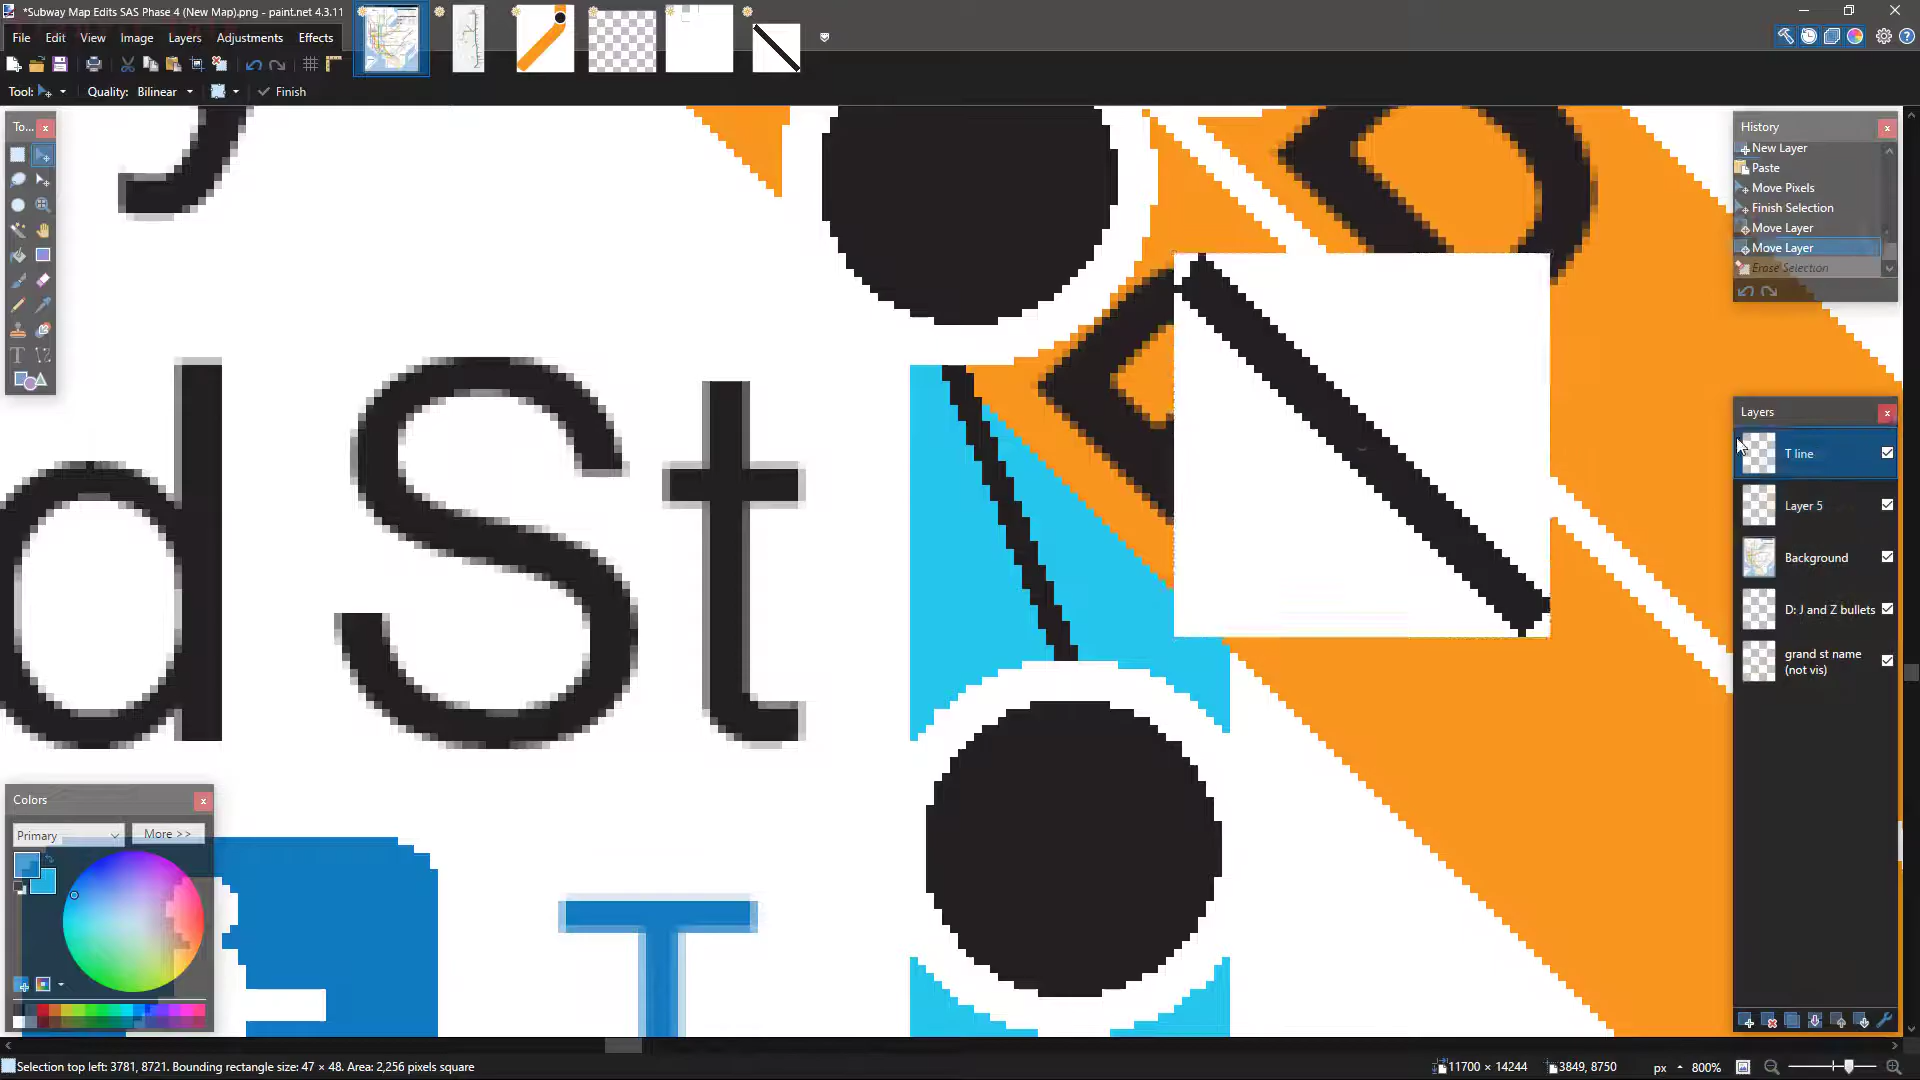 *Subway Map Edits SAS Phase 4 (New Map).png - paint.net 4.3.11
File Edit View Image Layers Adjustments Effects
Tool: Quality: Bilinear Finish
To...
History
New Layer
Paste
Move Pixels
Finish Selection
Move Layer
Move Layer
Erase Selection
d St
T
Layers
T line
Layer 5
Background
D: J and Z bullets
grand st name
(not vis)
Colors
Primary More >>
Selection top left: 3781, 8721. Bounding rectangle size: 47 × 48. Area: 2,256 pixels square 11700 × 14244 3849, 8750 px 800%